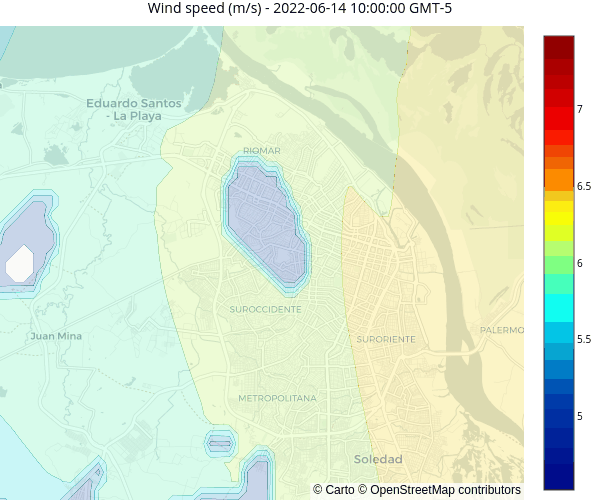 Wind speed (m/s) - 2022-06-14 10:00:00 GMT-5
Eduardo Santos
- La Playa
RIOMAR
7
6.5
6
5.5
5
SUROCCIDENTE
Juan Mina
SURORIENTE
PALERMO
METROPOLITANA
Soledad
© Carto © OpenStreetMap contributors